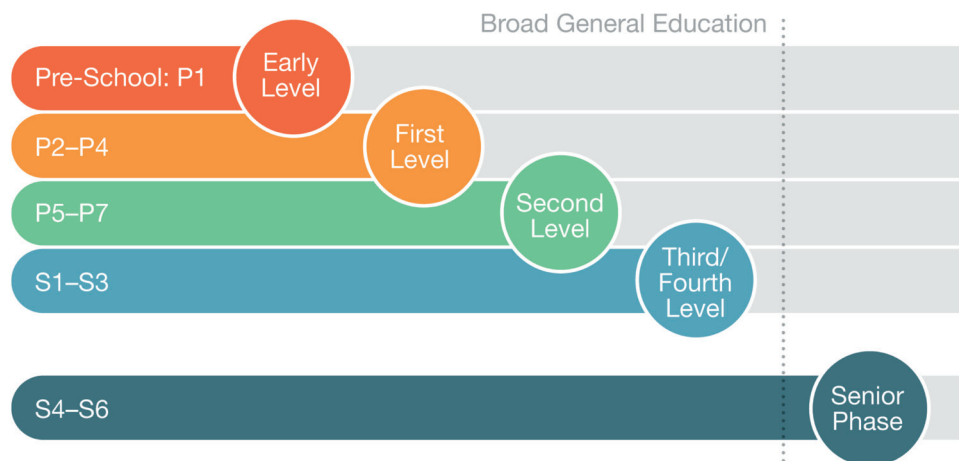 Broad General Education
Pre-School: P1
Early
Level
P2–P4
First
Level
P5–P7
Second
Level
S1–S3
Third/
Fourth
Level
S4–S6
Senior
Phase